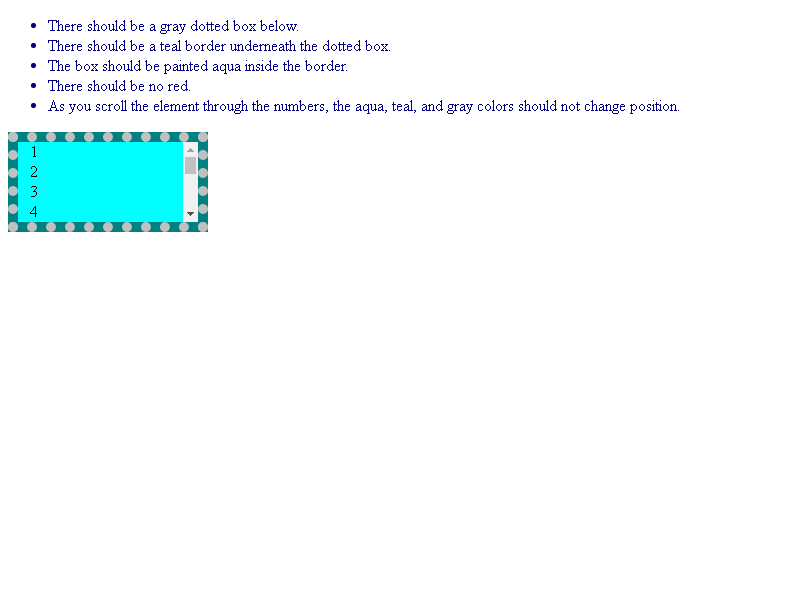 There should be a gray dotted box below.
There should be a teal border underneath the dotted box.
The box should be painted aqua inside the border.
There should be no red.
As you scroll the element through the numbers, the aqua, teal, and gray colors should not change position.
1
2
3
4